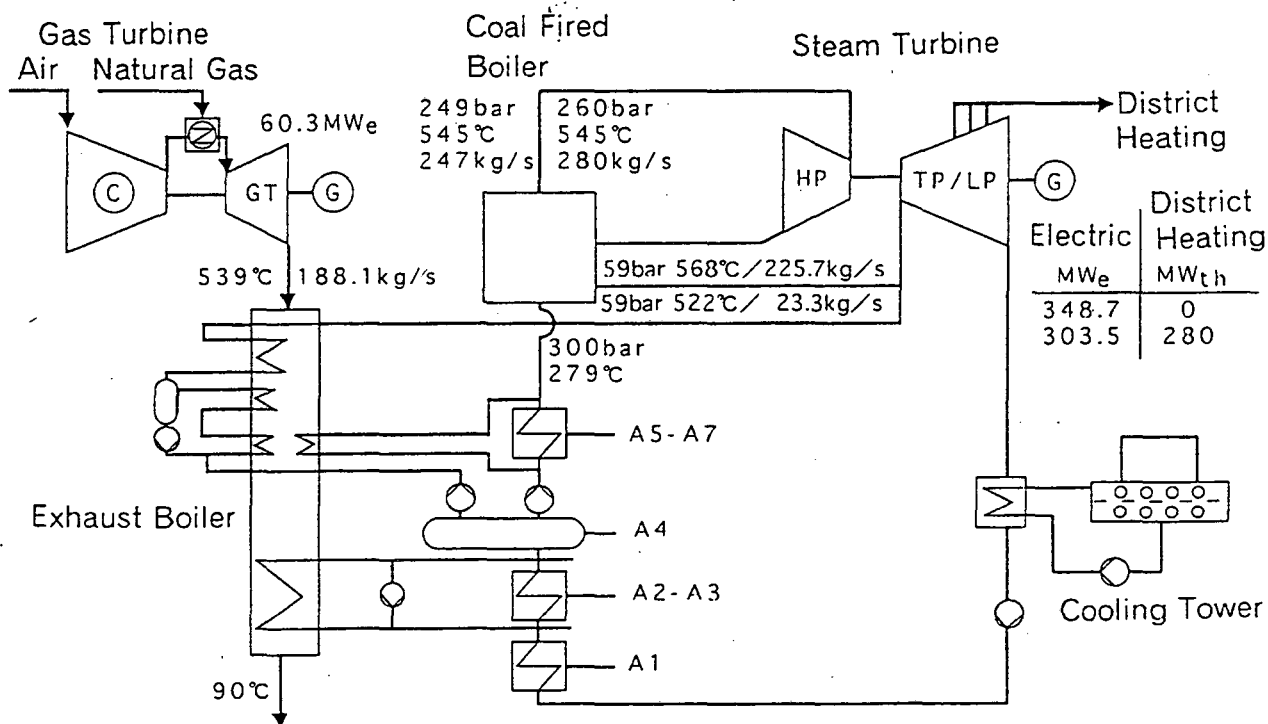 Gas Turbine
Air Natural Gas
60.3MWe
C
GT
G
539℃ 188.1kg/s
Exhaust Boiler
90℃
Coal Fired
Boiler
249bar 260bar
545℃ 545℃
247kg/s 280kg/s
59bar 568℃/225.7kg/s
59bar 522℃/ 23.3kg/s
300bar
279℃
A5-A7
A4
A2-A3
A1
Steam Turbine
District
Heating
HP
TP/LP
G
Electric District Heating
MWe MWth
348.7 0
303.5 280
Cooling Tower